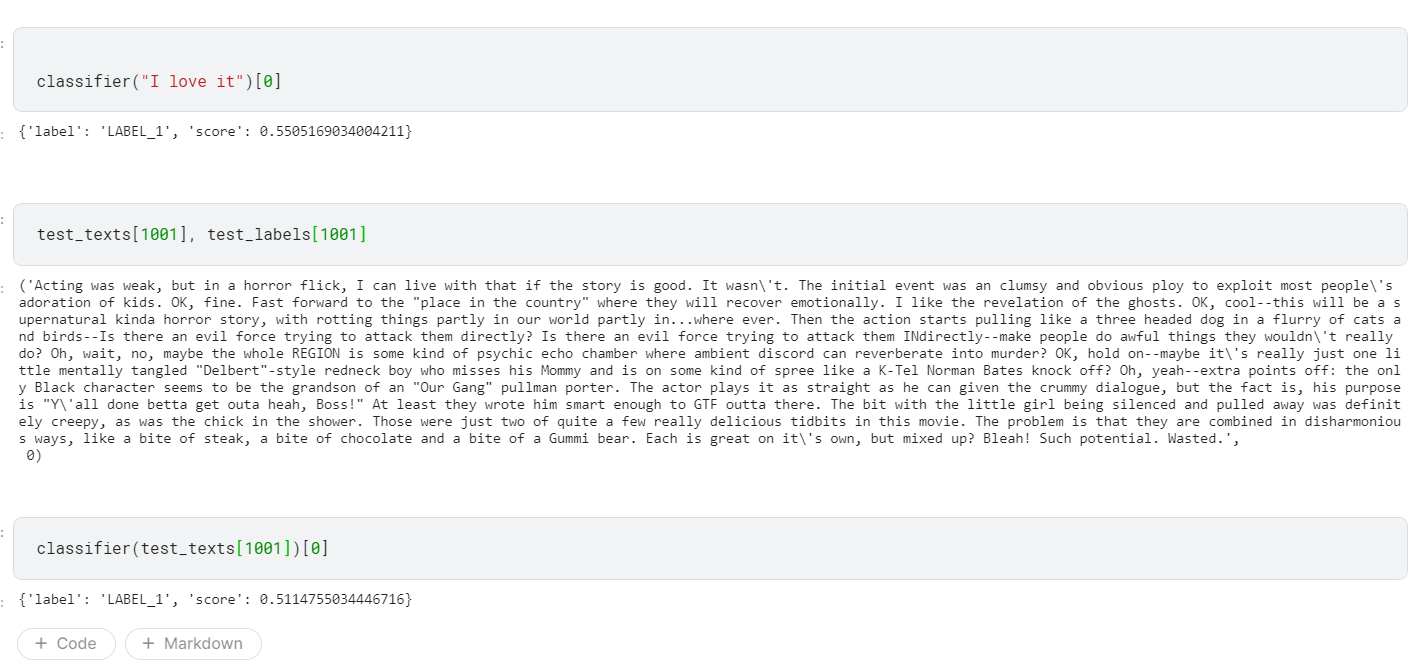 :
classifier("I love it")[0]
: {'label': 'LABEL_1', 'score': 0.5505169034004211}
:
test_texts[1001], test_labels[1001]
: ('Acting was weak, but in a horror flick, I can live with that if the story is good. It wasn\'t. The initial event was an clumsy and obvious ploy to exploit most people\'s
adoration of kids. OK, fine. Fast forward to the "place in the country" where they will recover emotionally. I like the revelation of the ghosts. OK, cool--this will be a s
upernatural kinda horror story, with rotting things partly in our world partly in...where ever. Then the action starts pulling like a three headed dog in a flurry of cats a
nd birds--Is there an evil force trying to attack them directly? Is there an evil force trying to attack them INdirectly--make people do awful things they wouldn\'t really
do? Oh, wait, no, maybe the whole REGION is some kind of psychic echo chamber where ambient discord can reverberate into murder? OK, hold on--maybe it\'s really just one li
ttle mentally tangled "Delbert"-style redneck boy who misses his Mommy and is on some kind of spree like a K-Tel Norman Bates knock off? Oh, yeah--extra points off: the onl
y Black character seems to be the grandson of an "Our Gang" pullman porter. The actor plays it as straight as he can given the crummy dialogue, but the fact is, his purpose
is "Y\'all done betta get outa heah, Boss!" At least they wrote him smart enough to GTF outta there. The bit with the little girl being silenced and pulled away was definit
ely creepy, as was the chick in the shower. Those were just two of quite a few really delicious tidbits in this movie. The problem is that they are combined in disharmoniou
s ways, like a bite of steak, a bite of chocolate and a bite of a Gummi bear. Each is great on it\'s own, but mixed up? Bleah! Such potential. Wasted.',
0)
:
classifier(test_texts[1001])[0]
: {'label': 'LABEL_1', 'score': 0.5114755034446716}
+ Code + Markdown